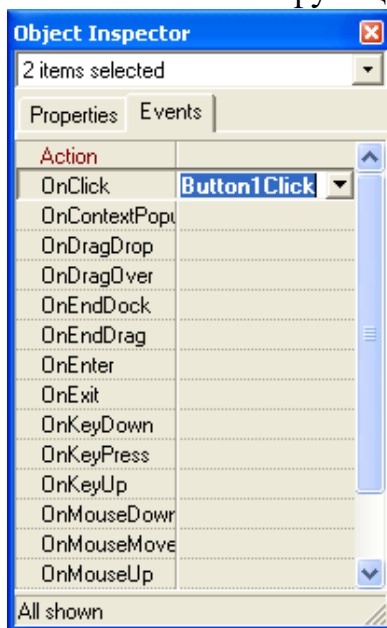 Object Inspector
2 items selected
Properties Events
Action
OnClick Button1Click
OnContextPopu
OnDragDrop
OnDragOver
OnEndDock
OnEndDrag
OnEnter
OnExit
OnKeyDown
OnKeyPress
OnKeyUp
OnMouseDowr
OnMouseMove
OnMouseUp
All shown